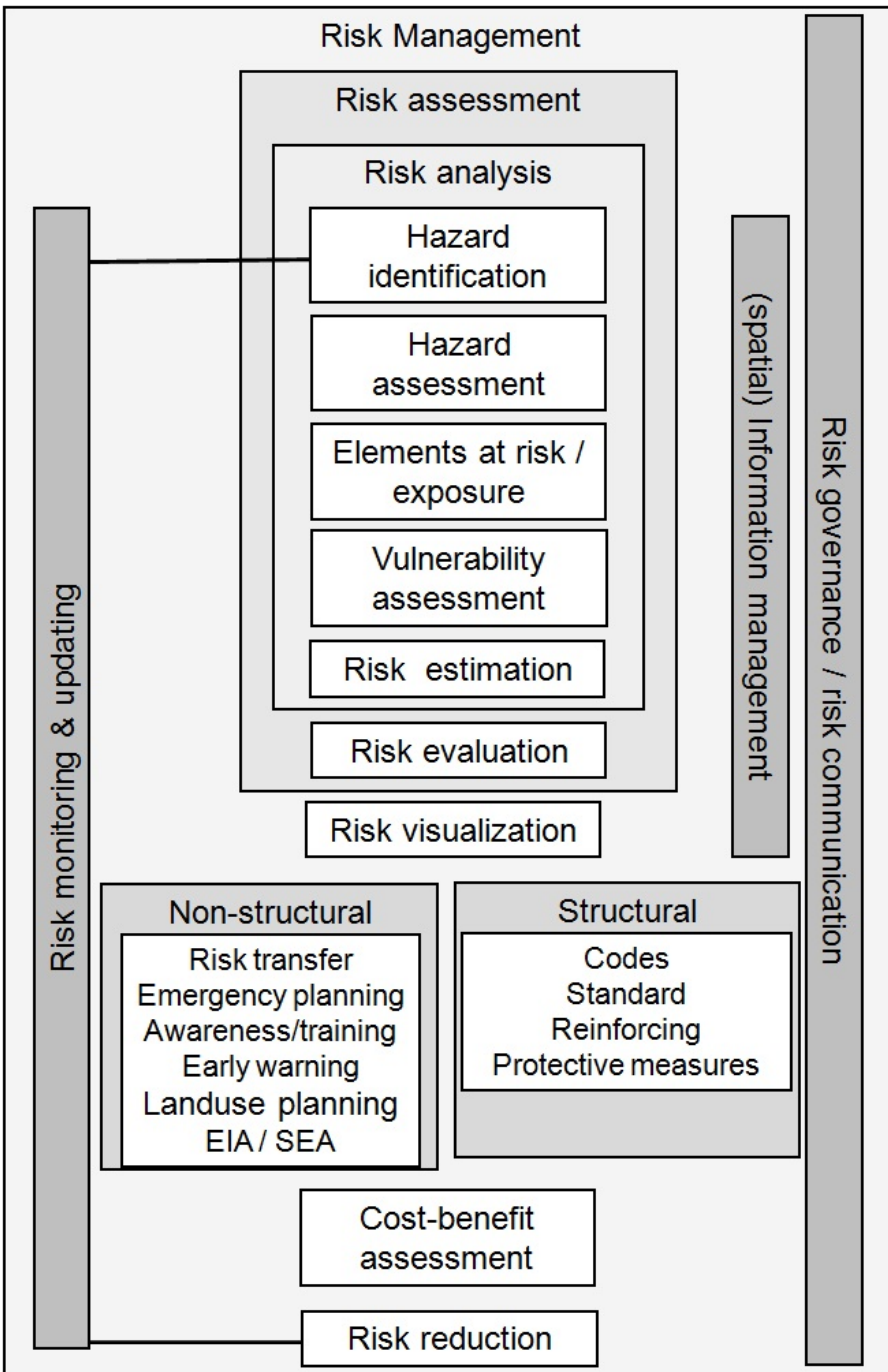 Risk Management
Risk assessment
Risk analysis
Hazard
identification
Hazard
assessment
Elements at risk /
exposure
Vulnerability
assessment
Risk estimation
Risk evaluation
Risk visualization
Risk monitoring & updating
(spatial) Information management
Risk governance / risk communication
Non-structural
Risk transfer
Emergency planning
Awareness/training
Early warning
Landuse planning
EIA / SEA
Structural
Codes
Standard
Reinforcing
Protective measures
Cost-benefit
assessment
Risk reduction